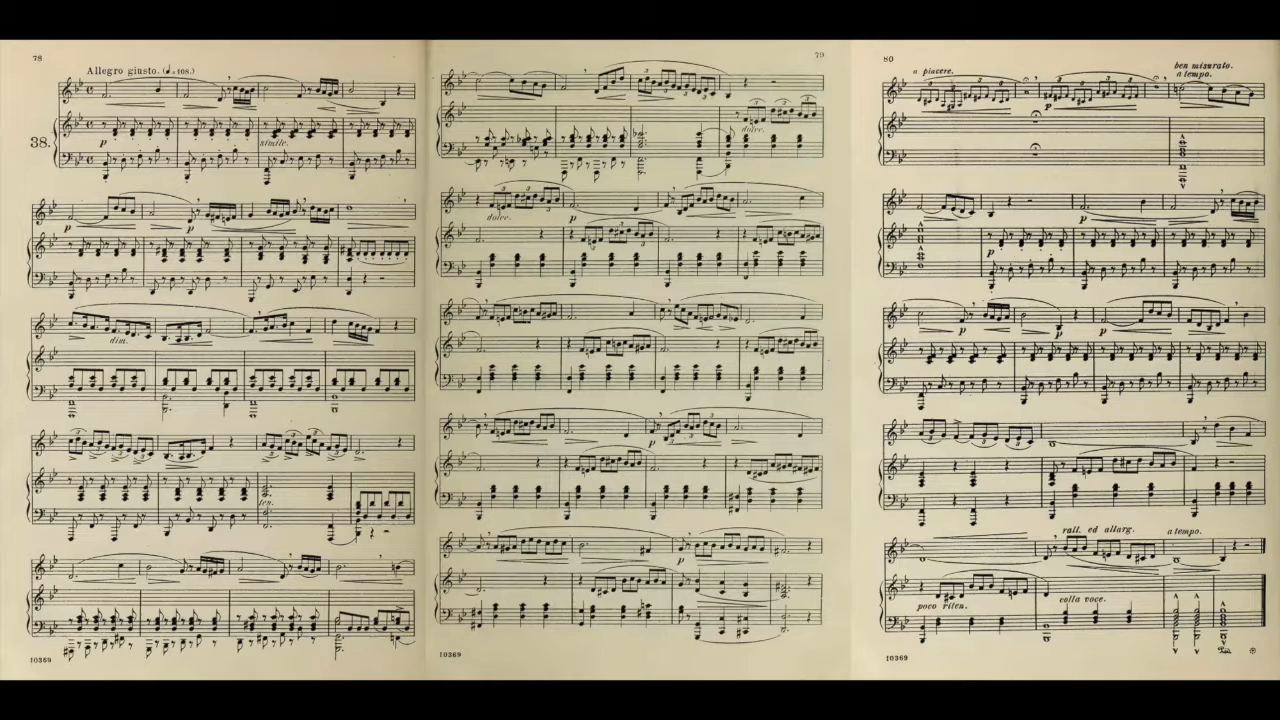 78
Allegro giusto. (♩=108.)
38.
p
simile.
p
p
dim.
ten.
10369
79
dolce.
dolce.
p
p
p
10369
80
a piacere.
ben misurato.
a tempo.
p
p
p
p
p
p
rall. ed allarg.
a tempo.
poco riten.
colla voce.
10369